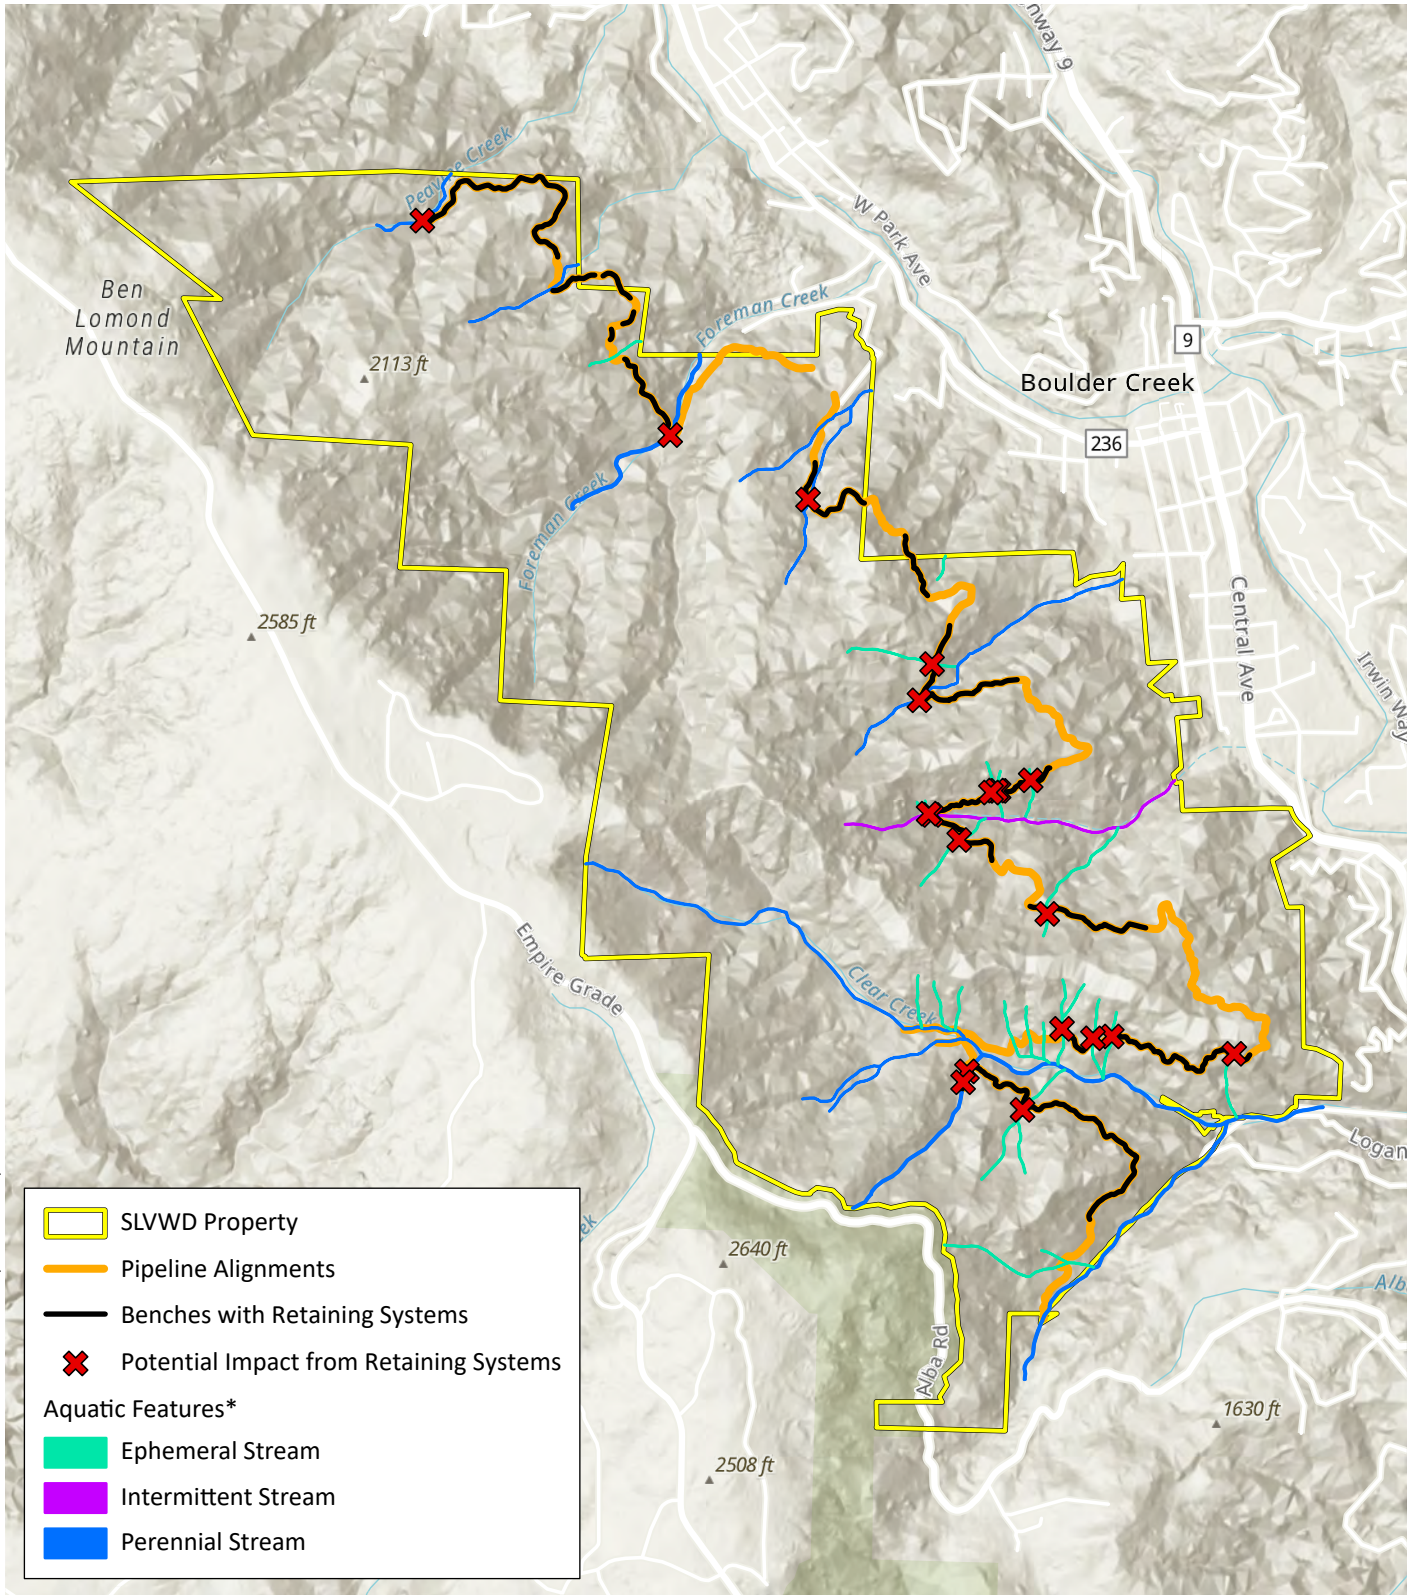 nway 9
Peavine Creek
W Park Ave
Ben
Lomond
Mountain
Foreman Creek
9
2113 ft
Boulder Creek
236
Foreman Creek
Central Ave
2585 ft
Irwin Way
Empire Grade
Clear Creek
Logan
SLVWD Property
Pipeline Alignments
Benches with Retaining Systems
Potential Impact from Retaining Systems
Aquatic Features*
Ephemeral Stream
Intermittent Stream
Perennial Stream
ek
2640 ft
Alb
Alba Rd
1630 ft
2508 ft